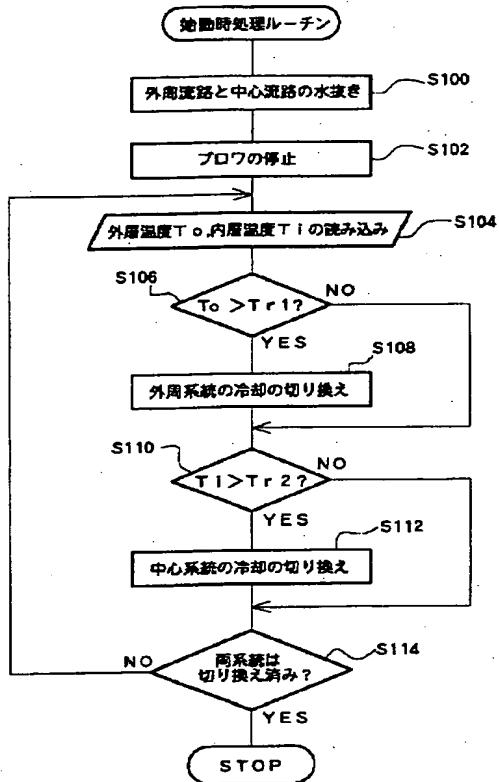 始動時処理ルーチン
S100
外周流路と中心流路の水抜き
S102
ブロワの停止
S104
外層温度To,内層温度Tiの読み込み
S106
To>Tr1?
NO
YES
S108
外周系統の冷却の切り換え
S110
Ti>Tr2?
NO
YES
S112
中心系統の冷却の切り換え
S114
両系統は
切り換え済み?
NO
YES
STOP